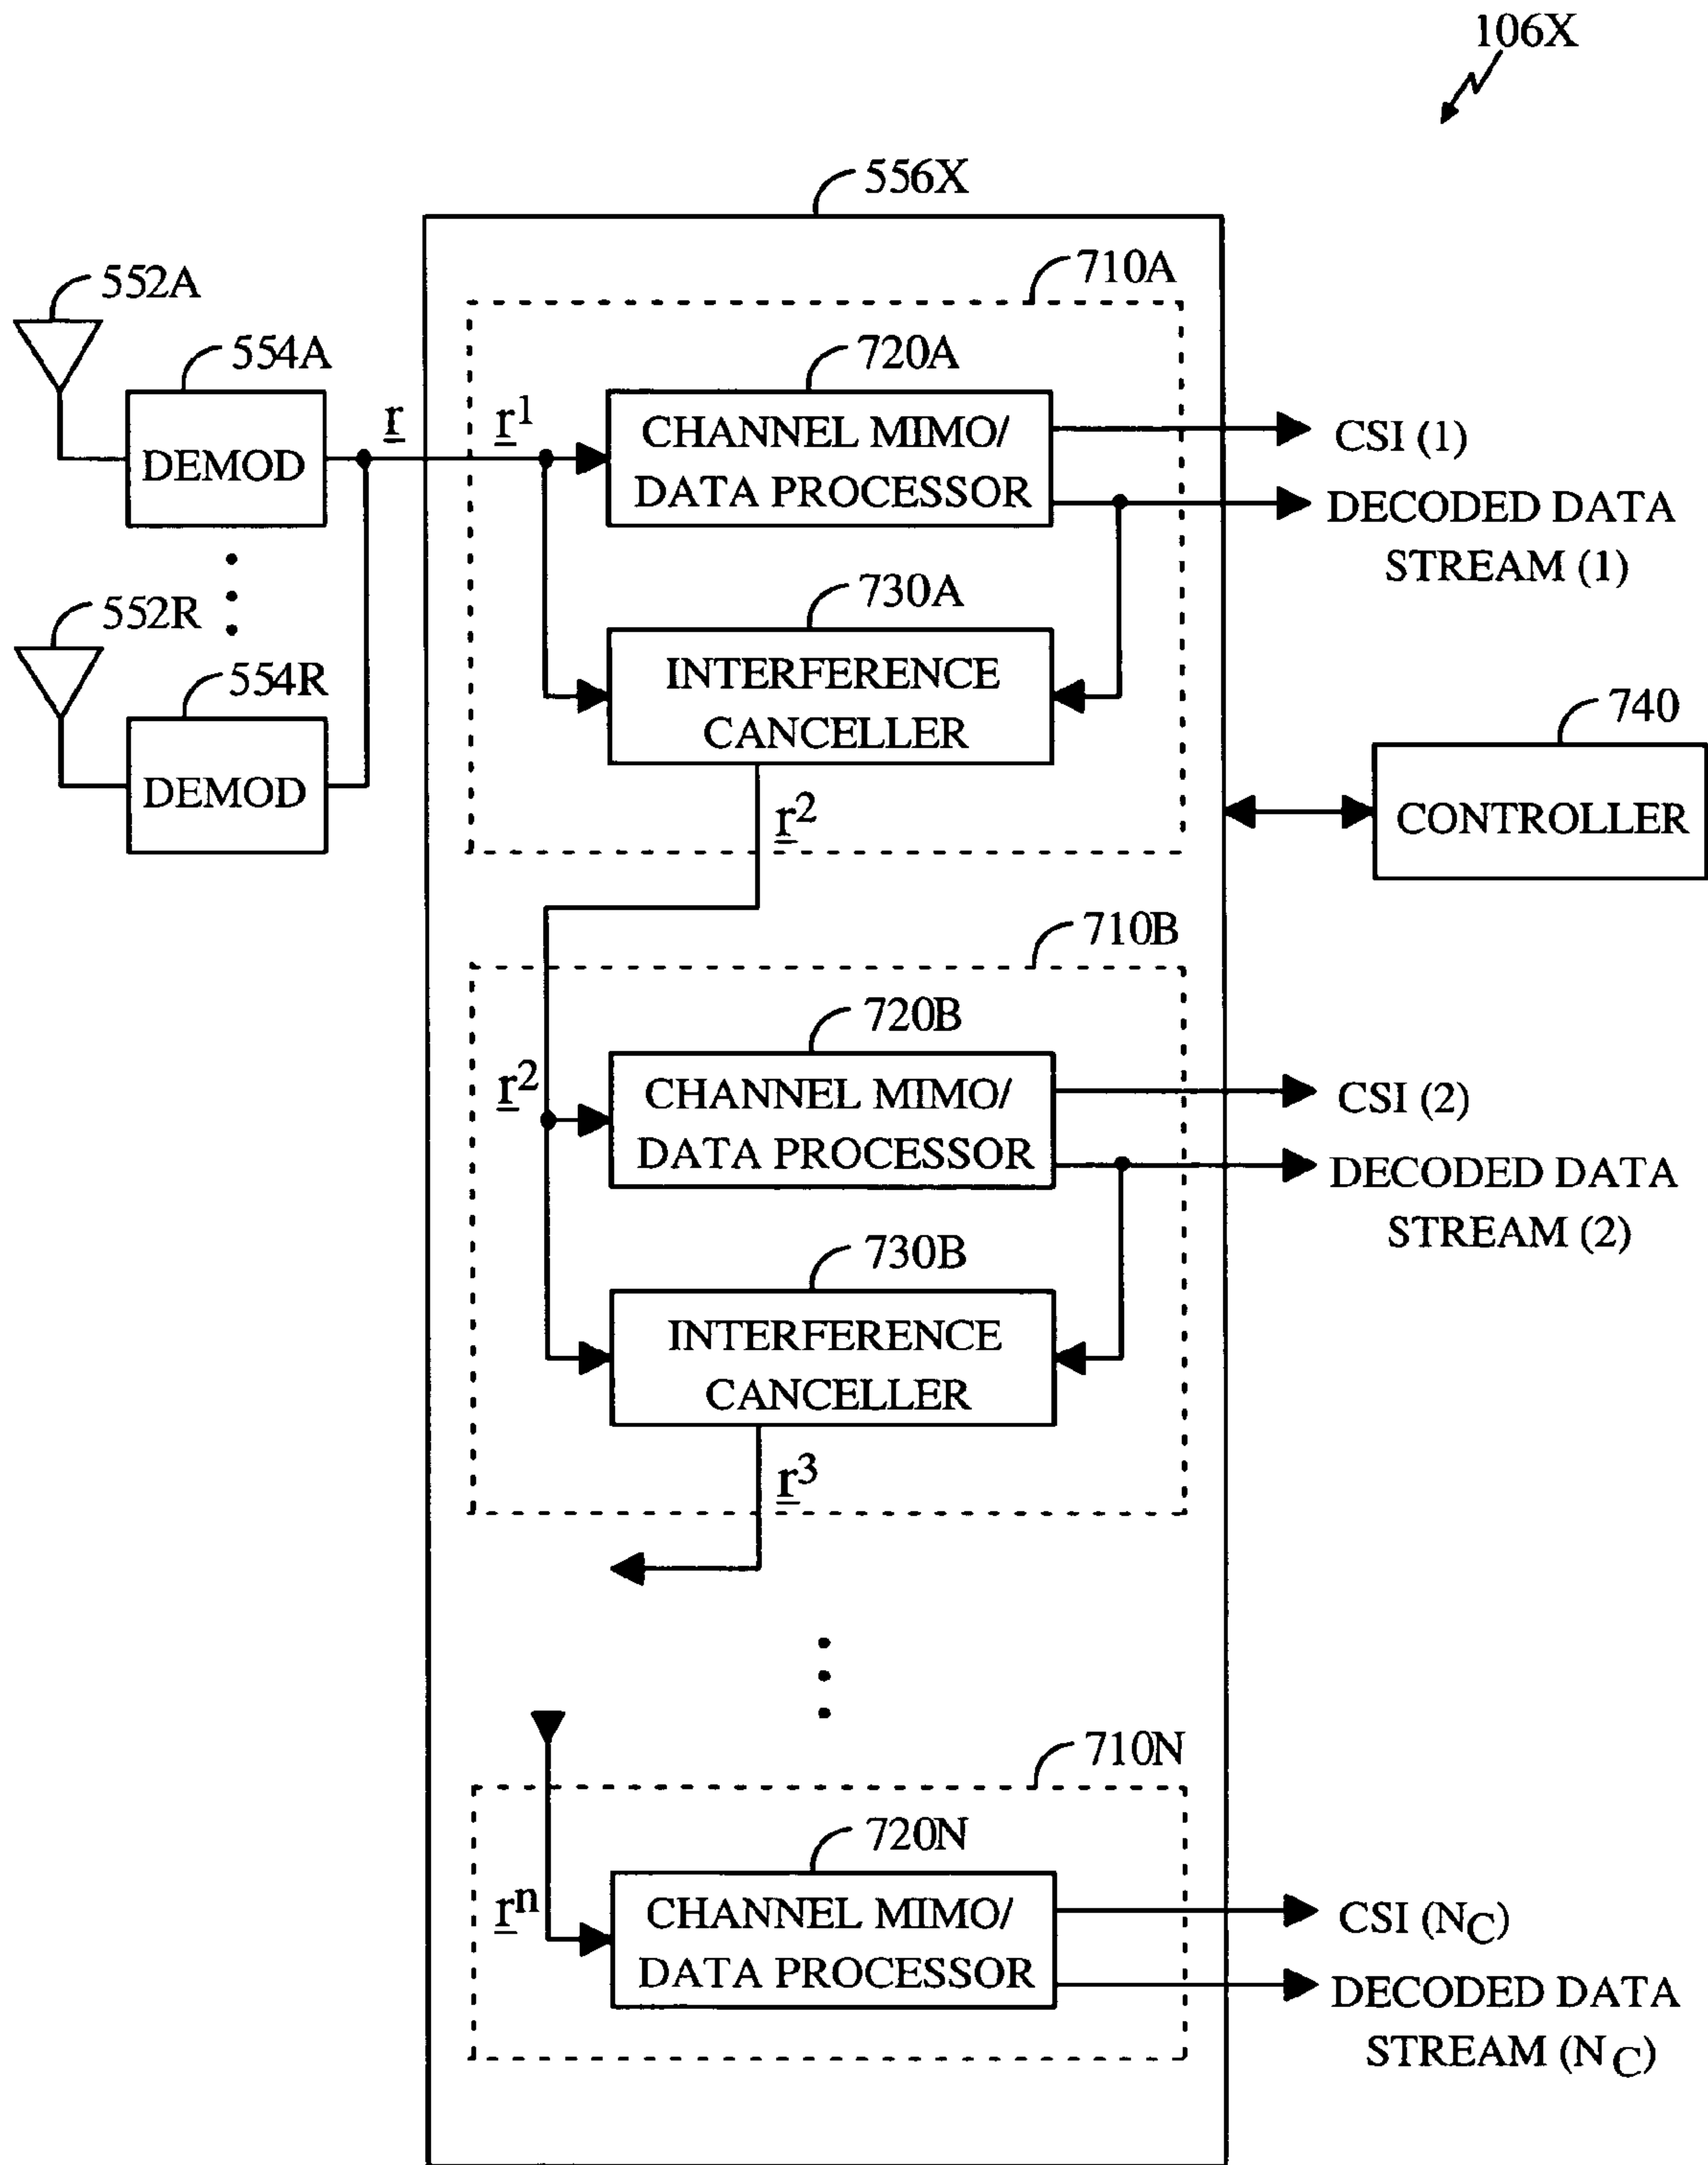 106X
556X
710A
552A
720A
554A
r
r1
CHANNEL MIMO/
DATA PROCESSOR
CSI (1)
DEMOD
DECODED DATA
STREAM (1)
730A
552R
INTERFERENCE
CANCELLER
554R
740
DEMOD
r2
CONTROLLER
710B
720B
r2
CHANNEL MIMO/
DATA PROCESSOR
CSI (2)
DECODED DATA
STREAM (2)
730B
INTERFERENCE
CANCELLER
r3
710N
720N
rn
CHANNEL MIMO/
DATA PROCESSOR
CSI (NC)
DECODED DATA
STREAM (NC)